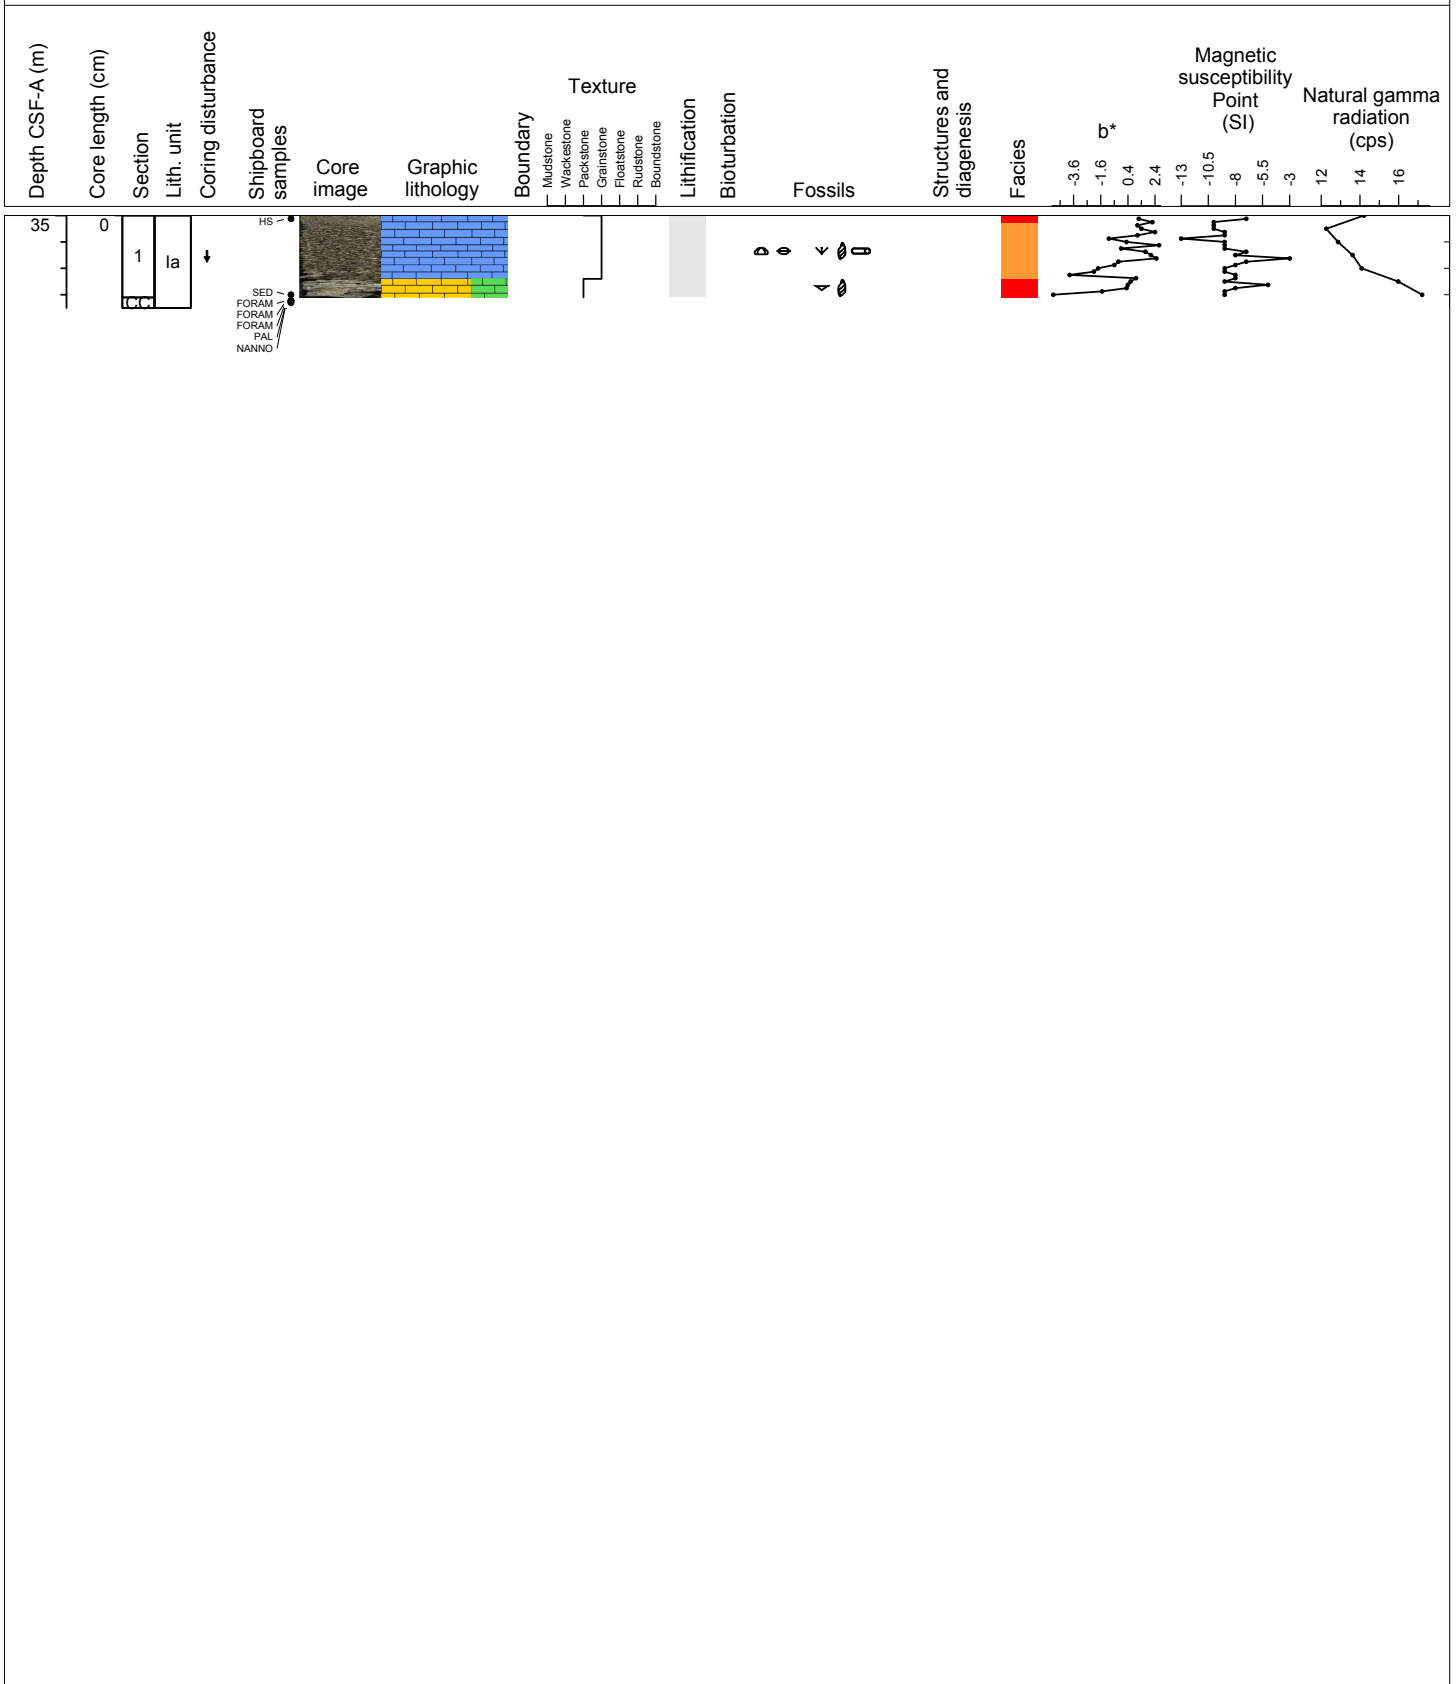 Depth CSF-A (m)
Core length (cm)
Section
Lith. unit
Coring disturbance
Shipboard
samples
Core
image
Graphic
lithology
Boundary
Texture
Mudstone
Wackestone
Packstone
Grainstone
Floatstone
Rudstone
Boundstone
Lithification
Bioturbation
Fossils
Structures and
diagenesis
Facies
b*
-3.6
-1.6
0.4
2.4
Magnetic
susceptibility
Point
(SI)
-13
-10.5
-8
-5.5
-3
Natural gamma
radiation
(cps)
12
14
16
35
0
1
CC
Ia
HS
SED
FORAM
FORAM
FORAM
PAL
NANNO